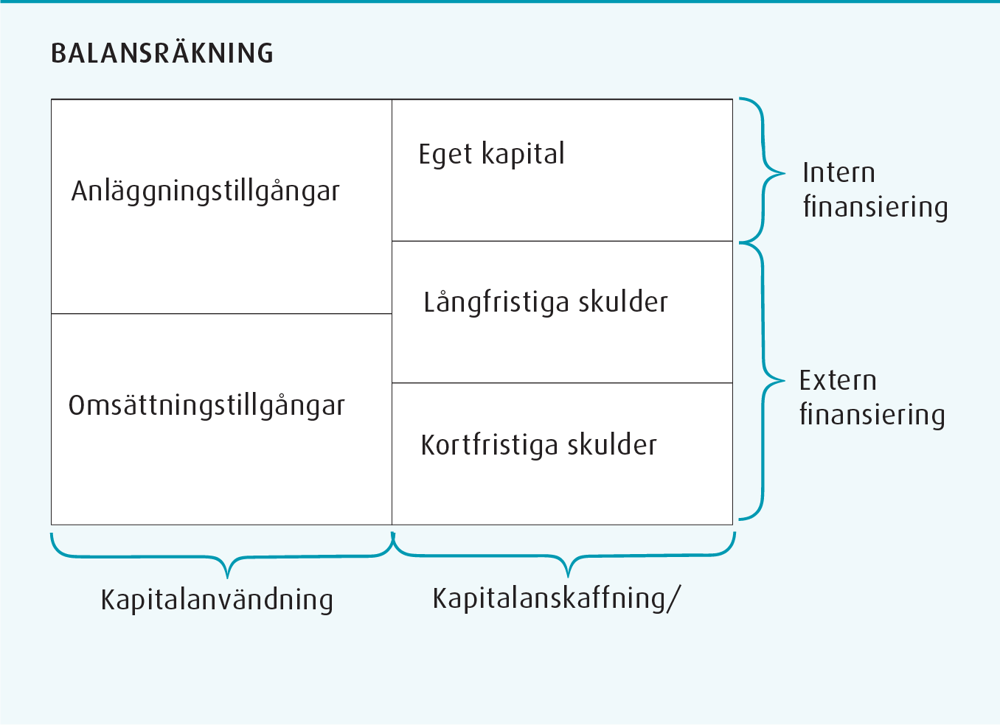 BALANSRÄKNING
Anläggningstillgångar
Omsättningstillgångar
Eget kapital
Långfristiga skulder
Kortfristiga skulder
Intern
finansiering
Extern
finansiering
Kapitalanvändning
Kapitalanskaffning/